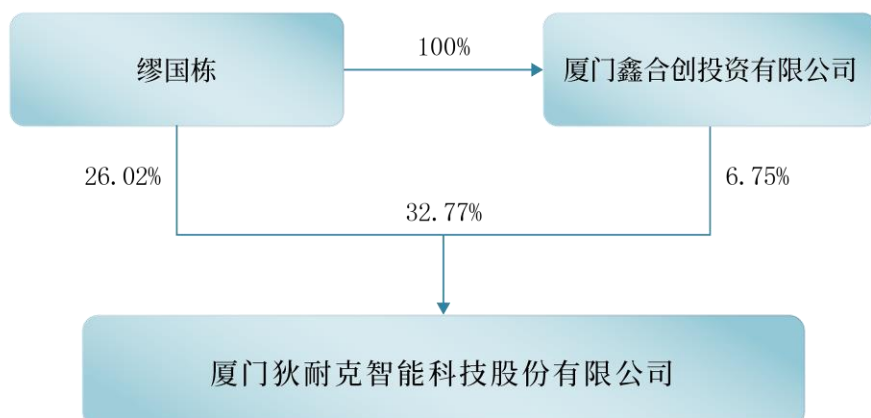 100%
缪国栋
厦门鑫合创投资有限公司
26.02%
6.75%
32.77%
厦门狄耐克智能科技股份有限公司